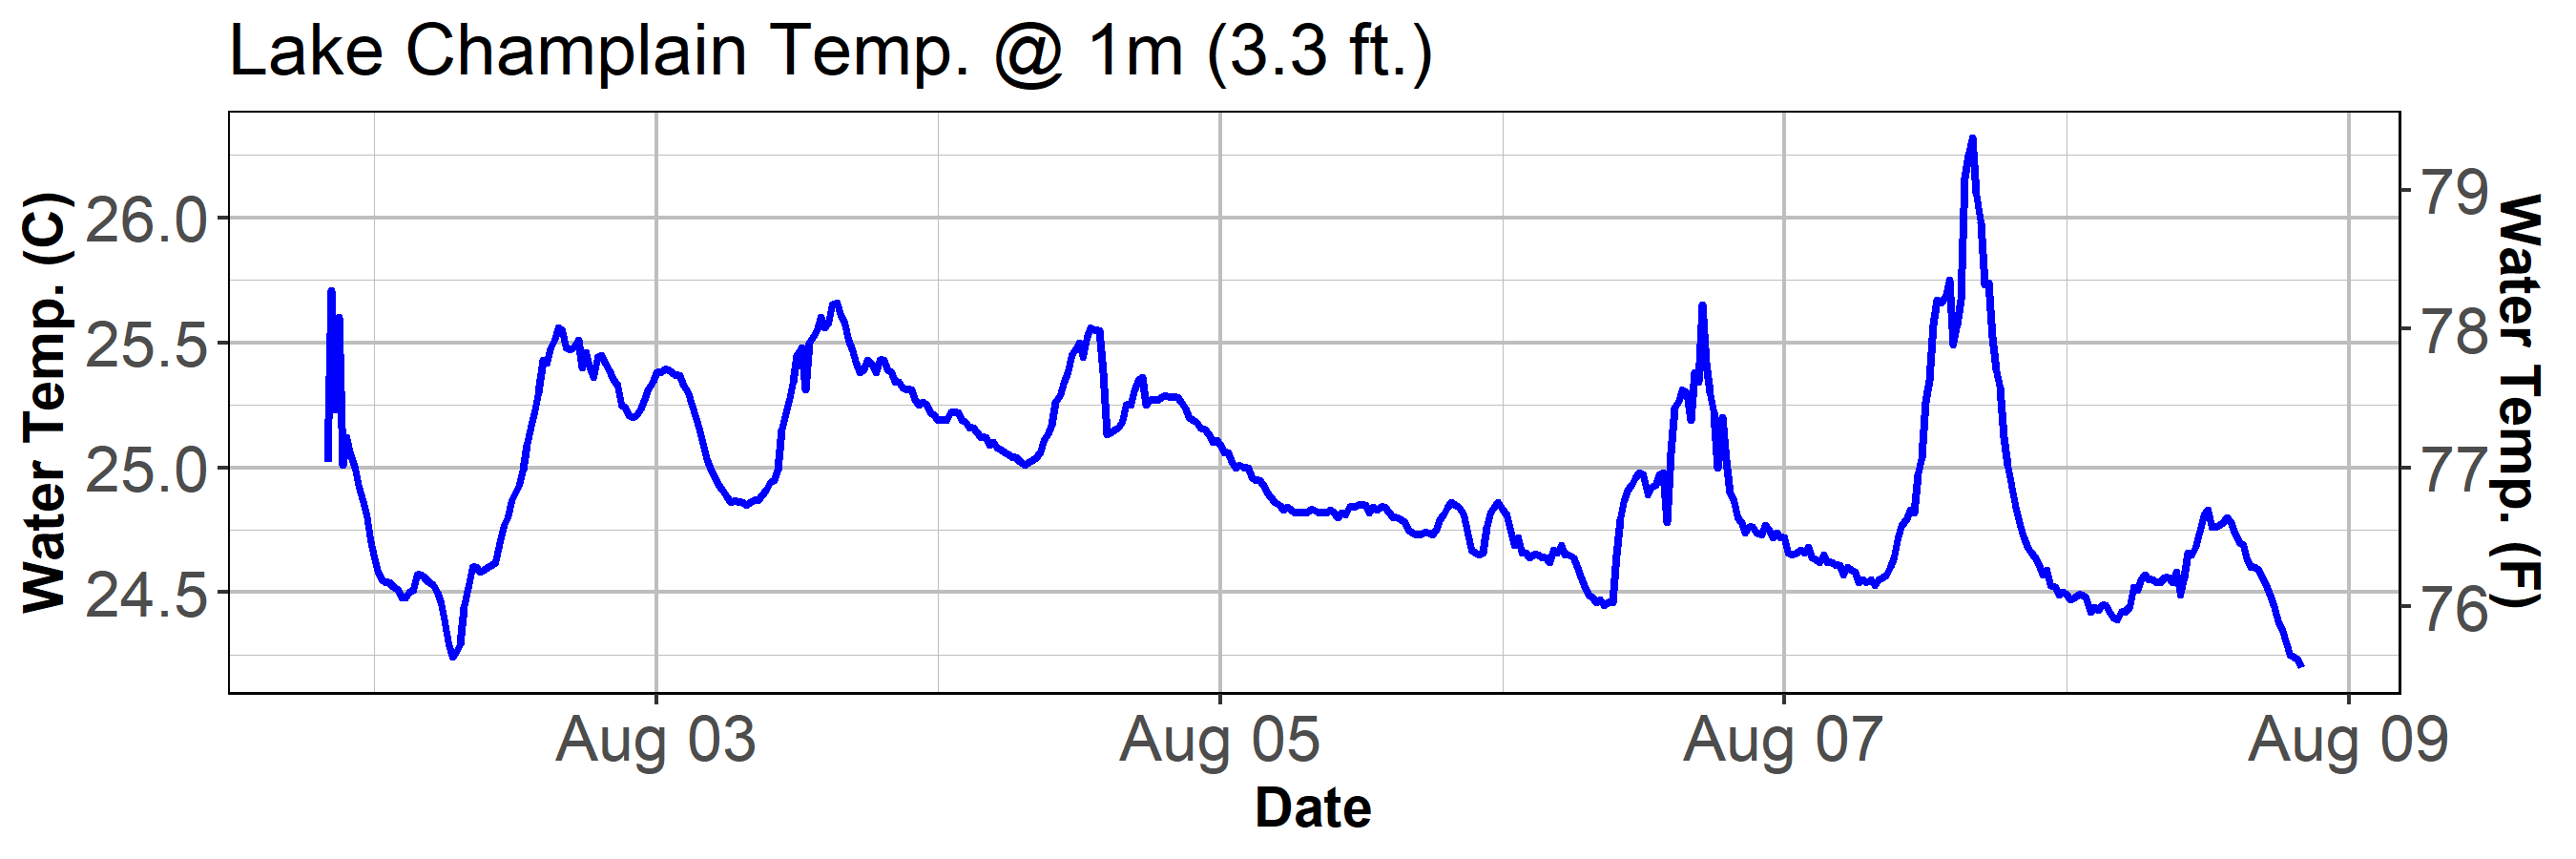 Lake Champlain Temp. @ 1m (3.3 ft.)
Water Temp. (C)
26.0
25.5
25.0
24.5
79
78
77
76
Water Temp. (F)
Aug 03
Aug 05
Aug 07
Aug 09
Date